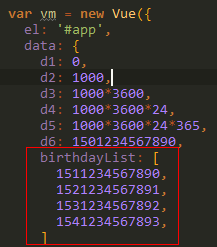 var vm = new Vue({
el: '#app',
data: {
d1: 0,
d2: 1000,
d3: 1000*3600,
d4: 1000*3600*24,
d5: 1000*3600*24*365,
d6: 1501234567890,
birthdayList: [
1511234567890,
1521234567891,
1531234567892,
1541234567893,
]